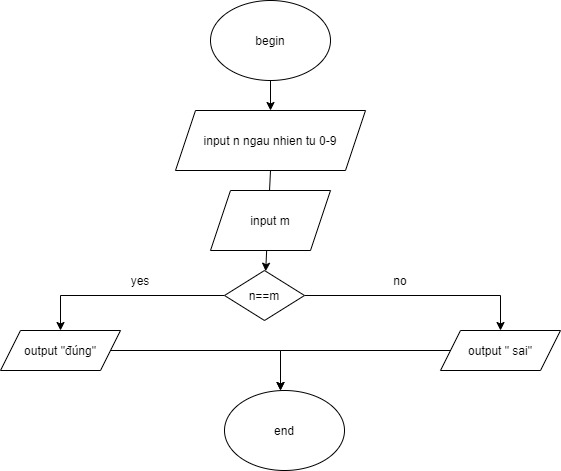 begin
input n ngau nhien tu 0-9
input m
n==m
yes
no
output "đúng"
output " sai"
end